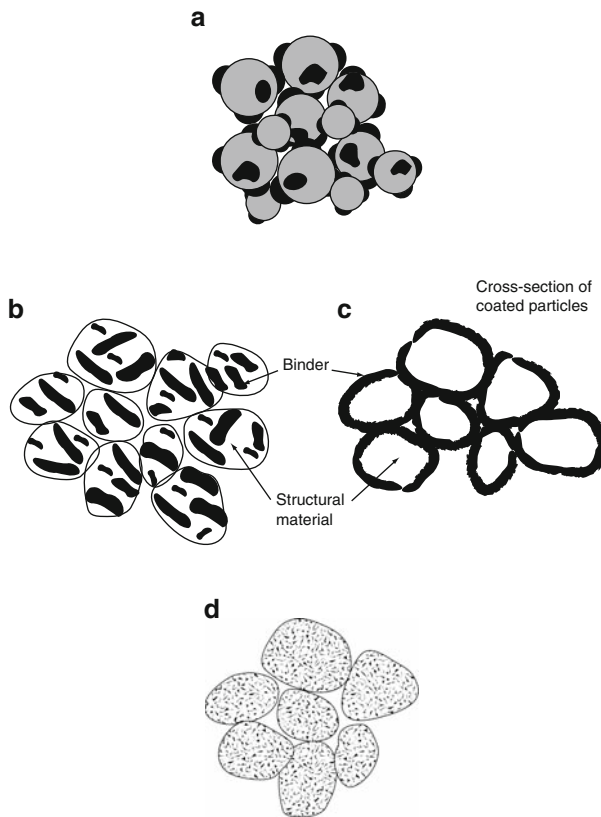 a
b
c
Cross-section of
coated particles
Binder
Structural
material
d